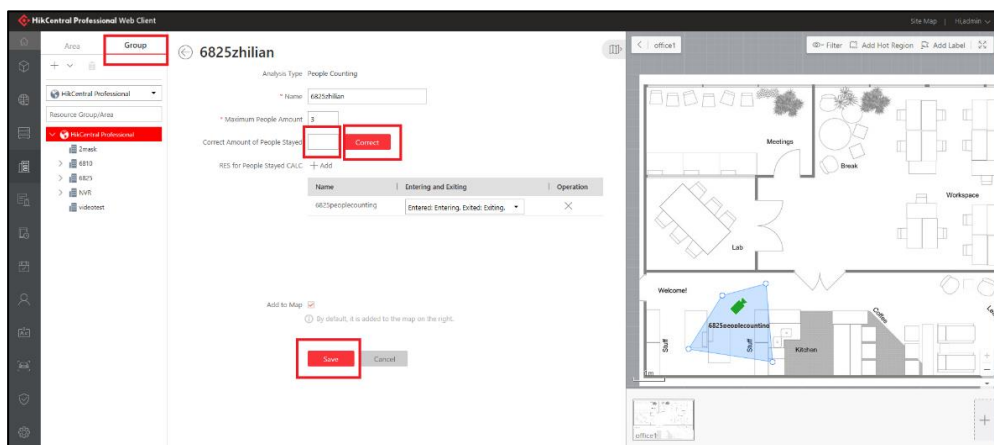 HikCentral Professional Web Client
Site Map | Hi,admin
Area
Group
HikCentral Professional
Resource Group/Area
HikCentral Professional
2mask
6810
6825
NVR
videotest
6825zhilian
Analysis Type People Counting
* Name 6825zhilian
* Maximum People Amount 3
Correct Amount of People Stayed Correct
RES for People Stayed CALC + Add
Name Entering and Exiting Operation
6825peoplecounting Entered: Entering, Exited: Exiting,
Add to Map
By default, it is added to the map on the right.
Save Cancel
office1
Filter Add Hot Region Add Label
Meetings
Break
Workspace
Lab
Welcome!
6825peoplecounting
Stuff
Stuff
Kitchen
Coffee
office1